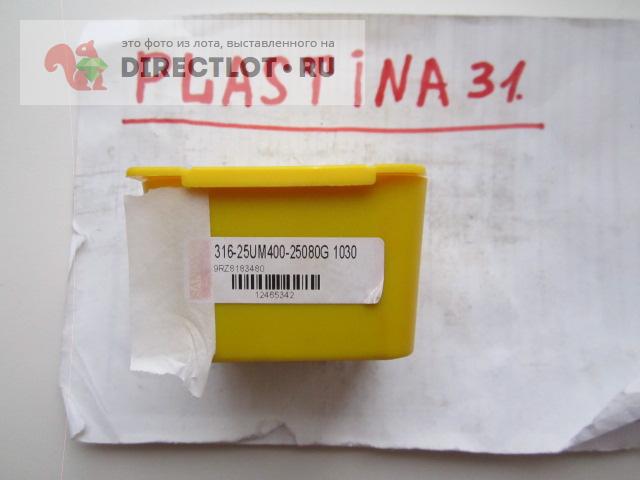 это фото из лота, выставленного на
DIRECTLOT.RU
PLASTINA 31.
316-25UM400-25080G 1030
9RZ8183480
12465342